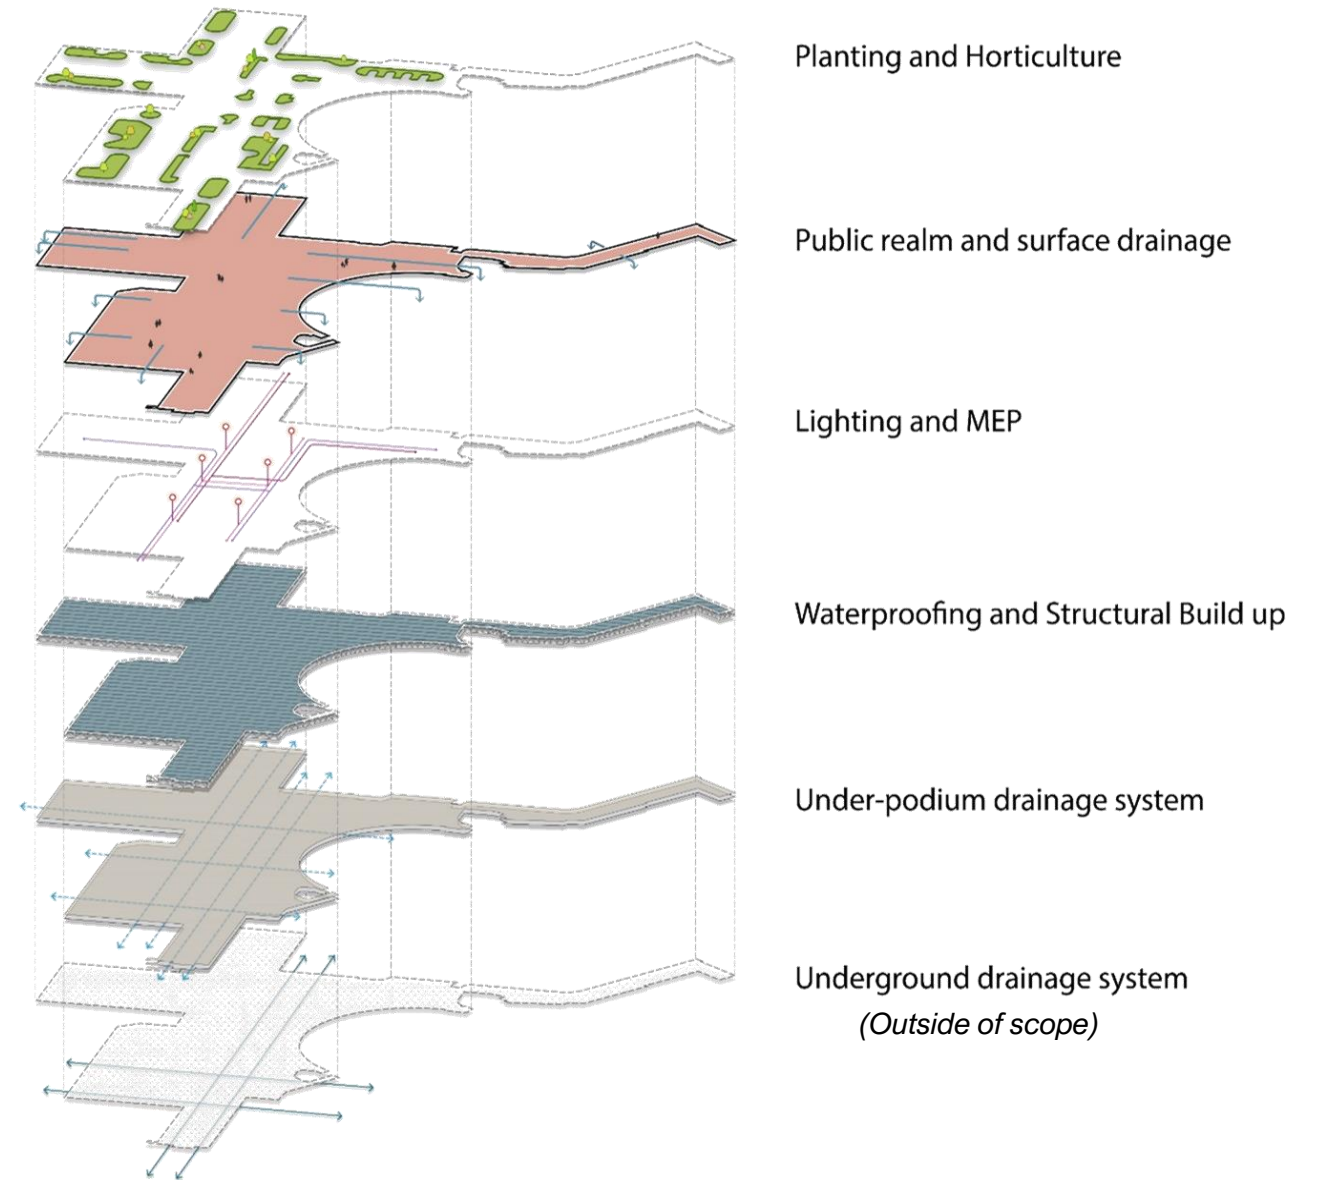 Planting and Horticulture
Public realm and surface drainage
Lighting and MEP
Waterproofing and Structural Build up
Under-podium drainage system
Underground drainage system
(Outside of scope)